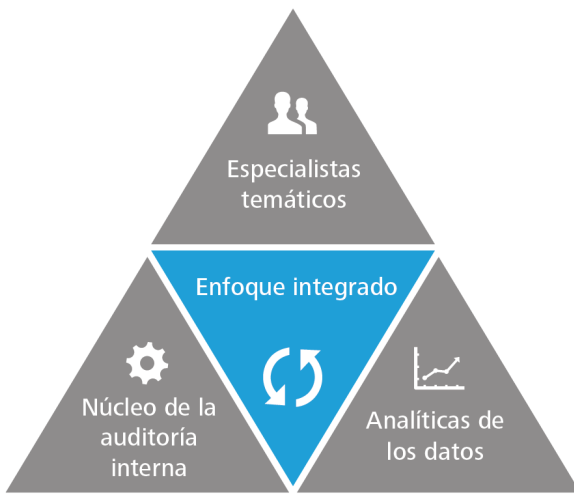 Especialistas
temáticos
Enfoque integrado
Núcleo de la
auditoría
interna
Analíticas de
los datos